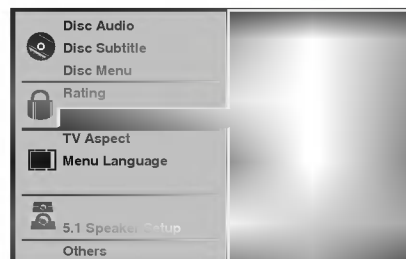 Disc Audio
Disc Subtitle
Disc Menu
Rating
TV Aspect
Menu Language
5.1 Speaker Setup
Others